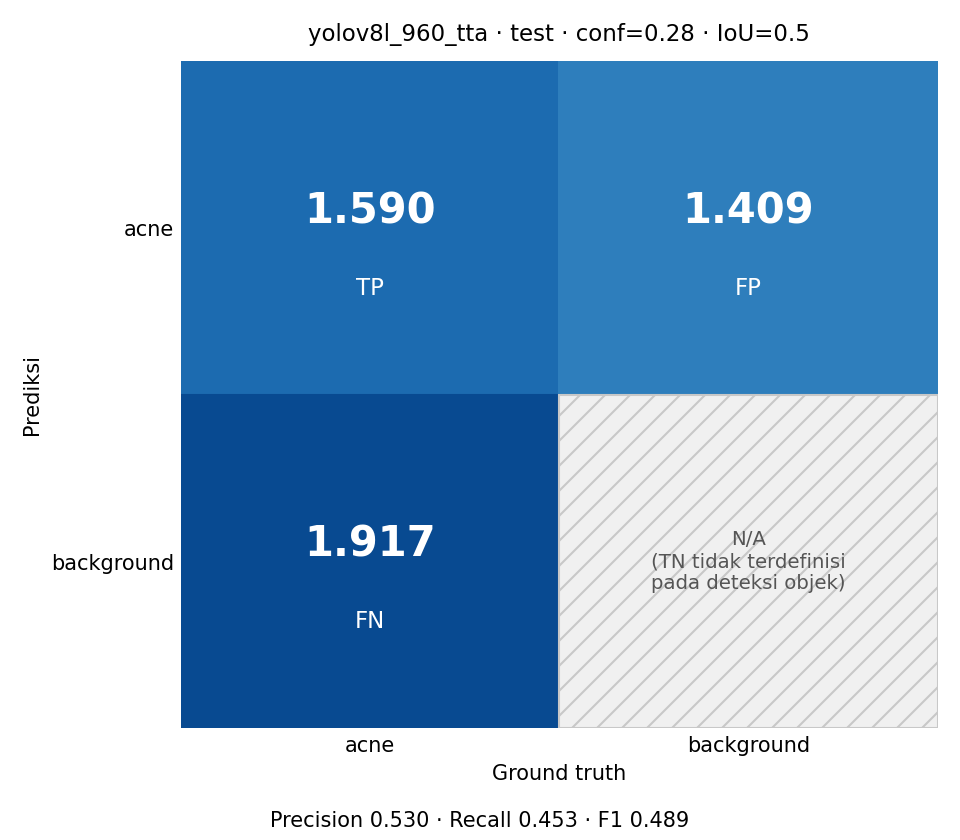 yolov8l_960_tta · test · conf=0.28 · IoU=0.5
acne
1.590
1.409
TP
FP
Prediksi
background
1.917
FN
N/A
(TN tidak terdefinisi
pada deteksi objek)
acne
background
Ground truth
Precision 0.530 · Recall 0.453 · F1 0.489